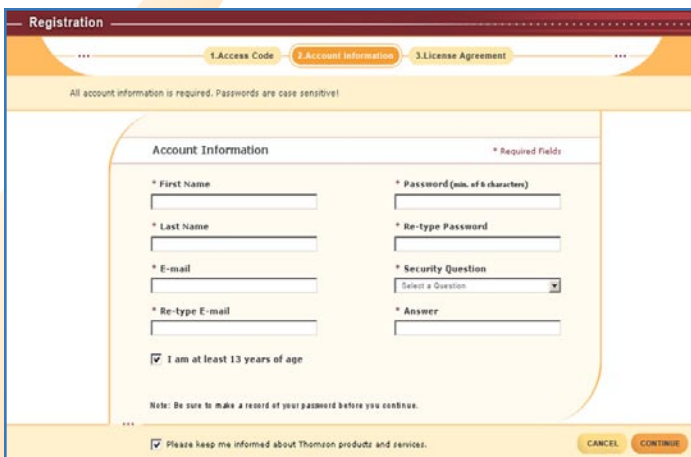 Registration
1.Access Code 2.Account Information 3.License Agreement
All account information is required. Passwords are case sensitive!
Account Information * Required Fields
* First Name * Password (min. of 6 characters)
* Last Name * Re-type Password
* E-mail * Security Question
Select a Question
* Re-type E-mail * Answer
I am at least 13 years of age
Note: Be sure to make a record of your password before you continue.
Please keep me informed about Thomson products and services. CANCEL CONTINUE